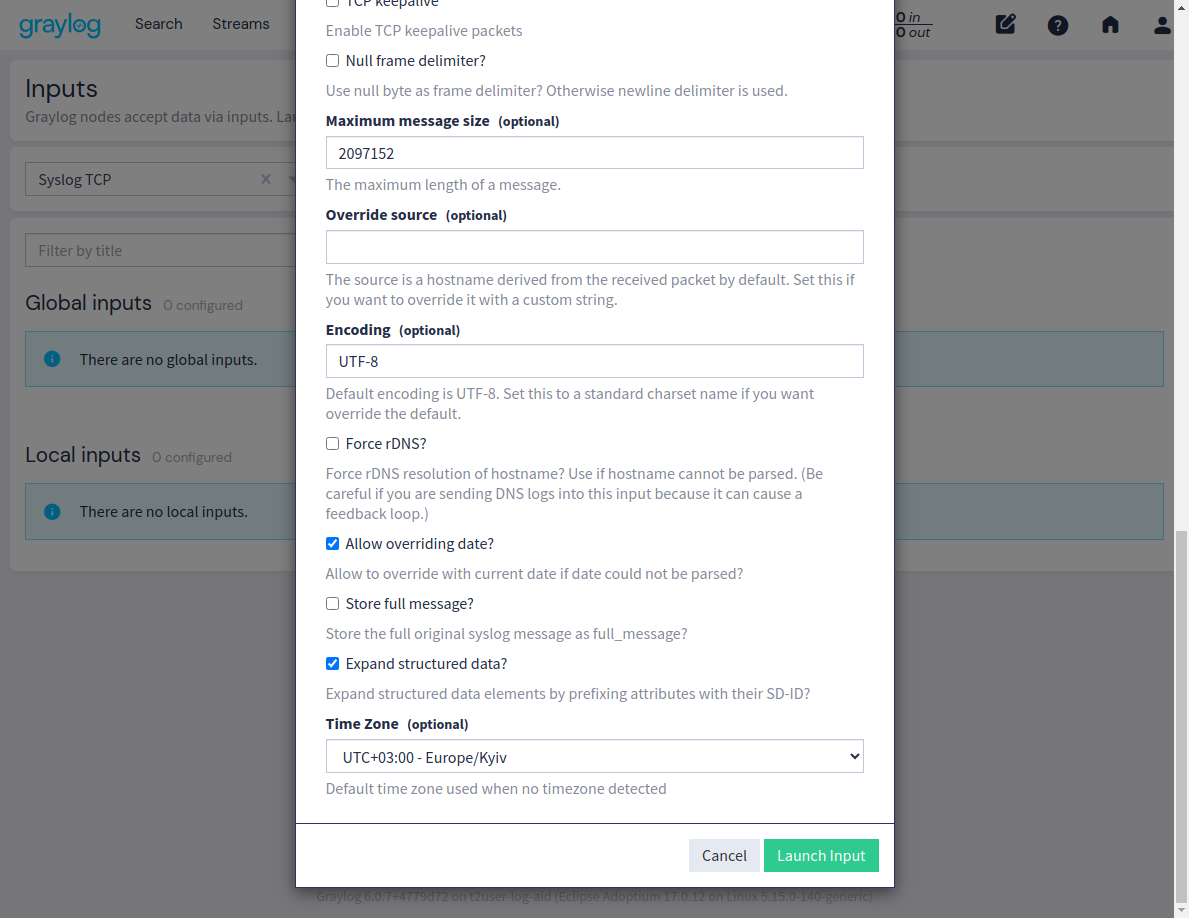 graylog
Search
Streams
0 in
0 out
Inputs
Graylog nodes accept data via inputs. Lau
Syslog TCP
Filter by title
Global inputs 0 configured
There are no global inputs.
Local inputs 0 configured
There are no local inputs.
TCP keepalive
Enable TCP keepalive packets
Null frame delimiter?
Use null byte as frame delimiter? Otherwise newline delimiter is used.
Maximum message size (optional)
2097152
The maximum length of a message.
Override source (optional)
The source is a hostname derived from the received packet by default. Set this if
you want to override it with a custom string.
Encoding (optional)
UTF-8
Default encoding is UTF-8. Set this to a standard charset name if you want
override the default.
Force rDNS?
Force rDNS resolution of hostname? Use if hostname cannot be parsed. (Be
careful if you are sending DNS logs into this input because it can cause a
feedback loop.)
Allow overriding date?
Allow to override with current date if date could not be parsed?
Store full message?
Store the full original syslog message as full_message?
Expand structured data?
Expand structured data elements by prefixing attributes with their SD-ID?
Time Zone (optional)
UTC+03:00 - Europe/Kyiv
Default time zone used when no timezone detected
Cancel
Launch Input
Graylog 6.0.7+4779d72 on t2user-log-aid (Eclipse Adoptium 17.0.12 on Linux 5.15.0-140-generic)